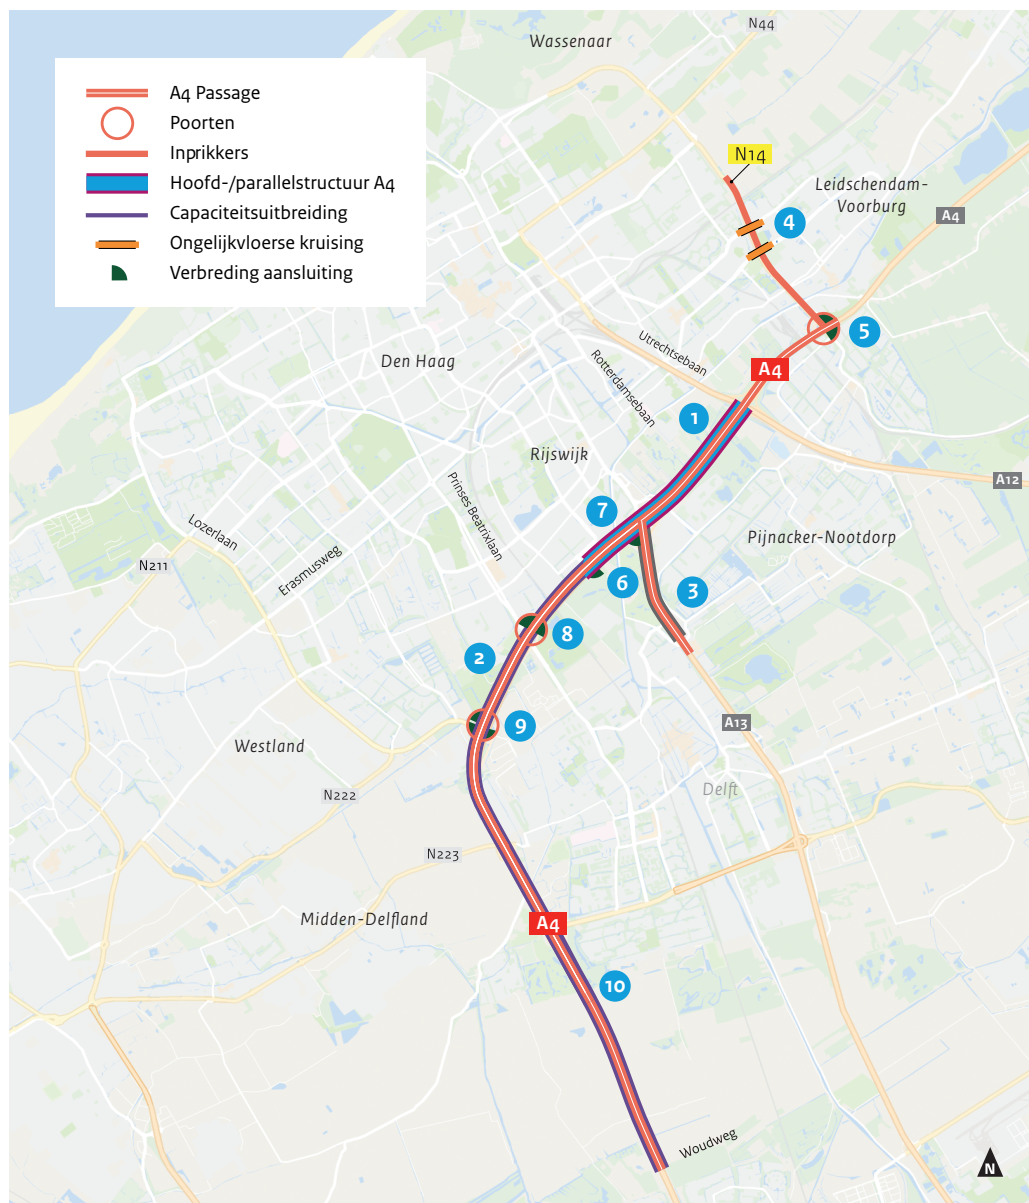 N44
Wassenaar
A4 Passage
Poorten
Inprikkers
Hoofd-/parallelstructuur A4
Capaciteitsuitbreiding
Ongelijkvloerse kruising
Verbreding aansluiting
N14
Leidschendam-
Voorburg
A4
4
5
Utrechtsebaan
Den Haag
Rotterdamsebaan
A4
1
Rijswijk
A12
Prinses Beatrixlaan
7
Lozerlaan
Pijnacker-Nootdorp
N211
Erasmusweg
6
3
8
2
9
A13
Westland
Delft
N222
N223
Midden-Delfland
A4
10
Woudweg
N